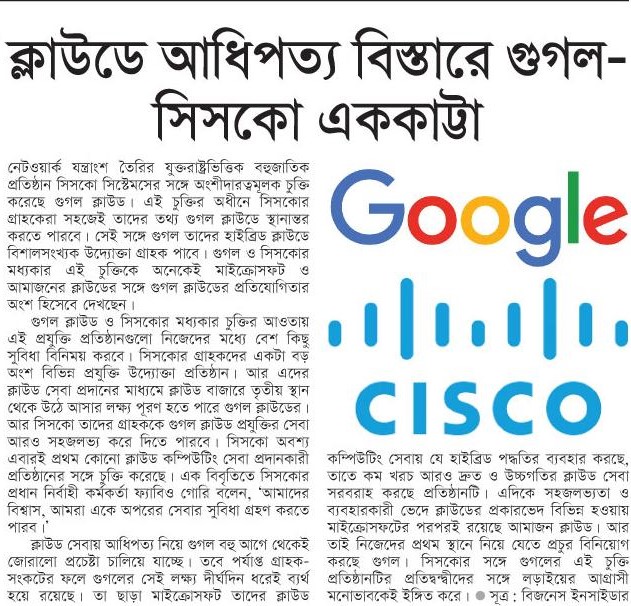 ক্লাউডে আধিপত্য বিস্তারে গুগল-
সিসকো এককাট্টা
নেটওয়ার্ক যন্ত্রাংশ তৈরির যুক্তরাষ্ট্রভিত্তিক বহুজাতিক
প্রতিষ্ঠান সিসকো সিস্টেমসের সঙ্গে অংশীদারত্বমূলক চুক্তি
করেছে গুগল ক্লাউড। এই চুক্তির অধীনে সিসকোর
গ্রাহকেরা সহজেই তাদের তথ্য গুগল ক্লাউডে স্থানান্তর
করতে পারবে। সেই সঙ্গে গুগল তাদের হাইব্রিড ক্লাউডে
বিশালসংখ্যক উদ্যোক্তা গ্রাহক পাবে। গুগল ও সিসকোর
মধ্যকার এই চুক্তিকে অনেকেই মাইক্রোসফট ও
আমাজনের ক্লাউডের সঙ্গে গুগল ক্লাউডের প্রতিযোগিতার
অংশ হিসেবে দেখছেন।
গুগল ক্লাউড ও সিসকোর মধ্যকার চুক্তির আওতায়
এই প্রযুক্তি প্রতিষ্ঠানগুলো নিজেদের মধ্যে বেশ কিছু
সুবিধা বিনিময় করবে। সিসকোর গ্রাহকদের একটা বড়
অংশ বিভিন্ন প্রযুক্তি উদ্যোক্তা প্রতিষ্ঠান। আর এদের
ক্লাউড সেবা প্রদানের মাধ্যমে ক্লাউড বাজারে তৃতীয় স্থান
থেকে উঠে আসার লক্ষ্য পূরণ হতে পারে গুগল ক্লাউডের।
আর সিসকো তাদের গ্রাহককে গুগল ক্লাউড প্রযুক্তির সেবা
আরও সহজলভ্য করে দিতে পারবে। সিসকো অবশ্য
এবারই প্রথম কোনো ক্লাউড কম্পিউটিং সেবা প্রদানকারী
প্রতিষ্ঠানের সঙ্গে চুক্তি করেছে। এক বিবৃতিতে সিসকোর
প্রধান নির্বাহী কর্মকর্তা ফ্যাবিও গোরি বলেন, ‘আমাদের
বিশ্বাস, আমরা একে অপরের সেবার সুবিধা গ্রহণ করতে
পারব।’
ক্লাউড সেবায় আধিপত্য নিয়ে গুগল বহু আগে থেকেই
জোরালো প্রচেষ্টা চালিয়ে যাচ্ছে। তবে পর্যাপ্ত গ্রাহক-
সংকটের ফলে গুগলের সেই লক্ষ্য দীর্ঘদিন ধরেই ব্যর্থ
হয়ে রয়েছে। তা ছাড়া মাইক্রোসফট তাদের ক্লাউড
Google
CISCO
কম্পিউটিং সেবায় যে হাইব্রিড পদ্ধতির ব্যবহার করছে,
তাতে কম খরচ আরও দ্রুত ও উচ্চগতির ক্লাউড সেবা
সরবরাহ করছে প্রতিষ্ঠানটি। এদিকে সহজলভ্যতা ও
ব্যবহারকারী ভেদে ক্লাউডের প্রকারভেদ বিভিন্ন হওয়ায়
মাইক্রোসফটের পরপরই রয়েছে আমাজন ক্লাউড। আর
তাই নিজেদের প্রথম স্থানে নিয়ে যেতে প্রচুর বিনিয়োগ
করছে গুগল। সিসকোর সঙ্গে গুগলের এই চুক্তি
প্রতিষ্ঠানটির প্রতিদ্বন্দ্বীদের সঙ্গে লড়াইয়ের আগ্রাসী
মনোভাবকেই ইঙ্গিত করে। ● সূত্র : বিজনেস ইনসাইডার